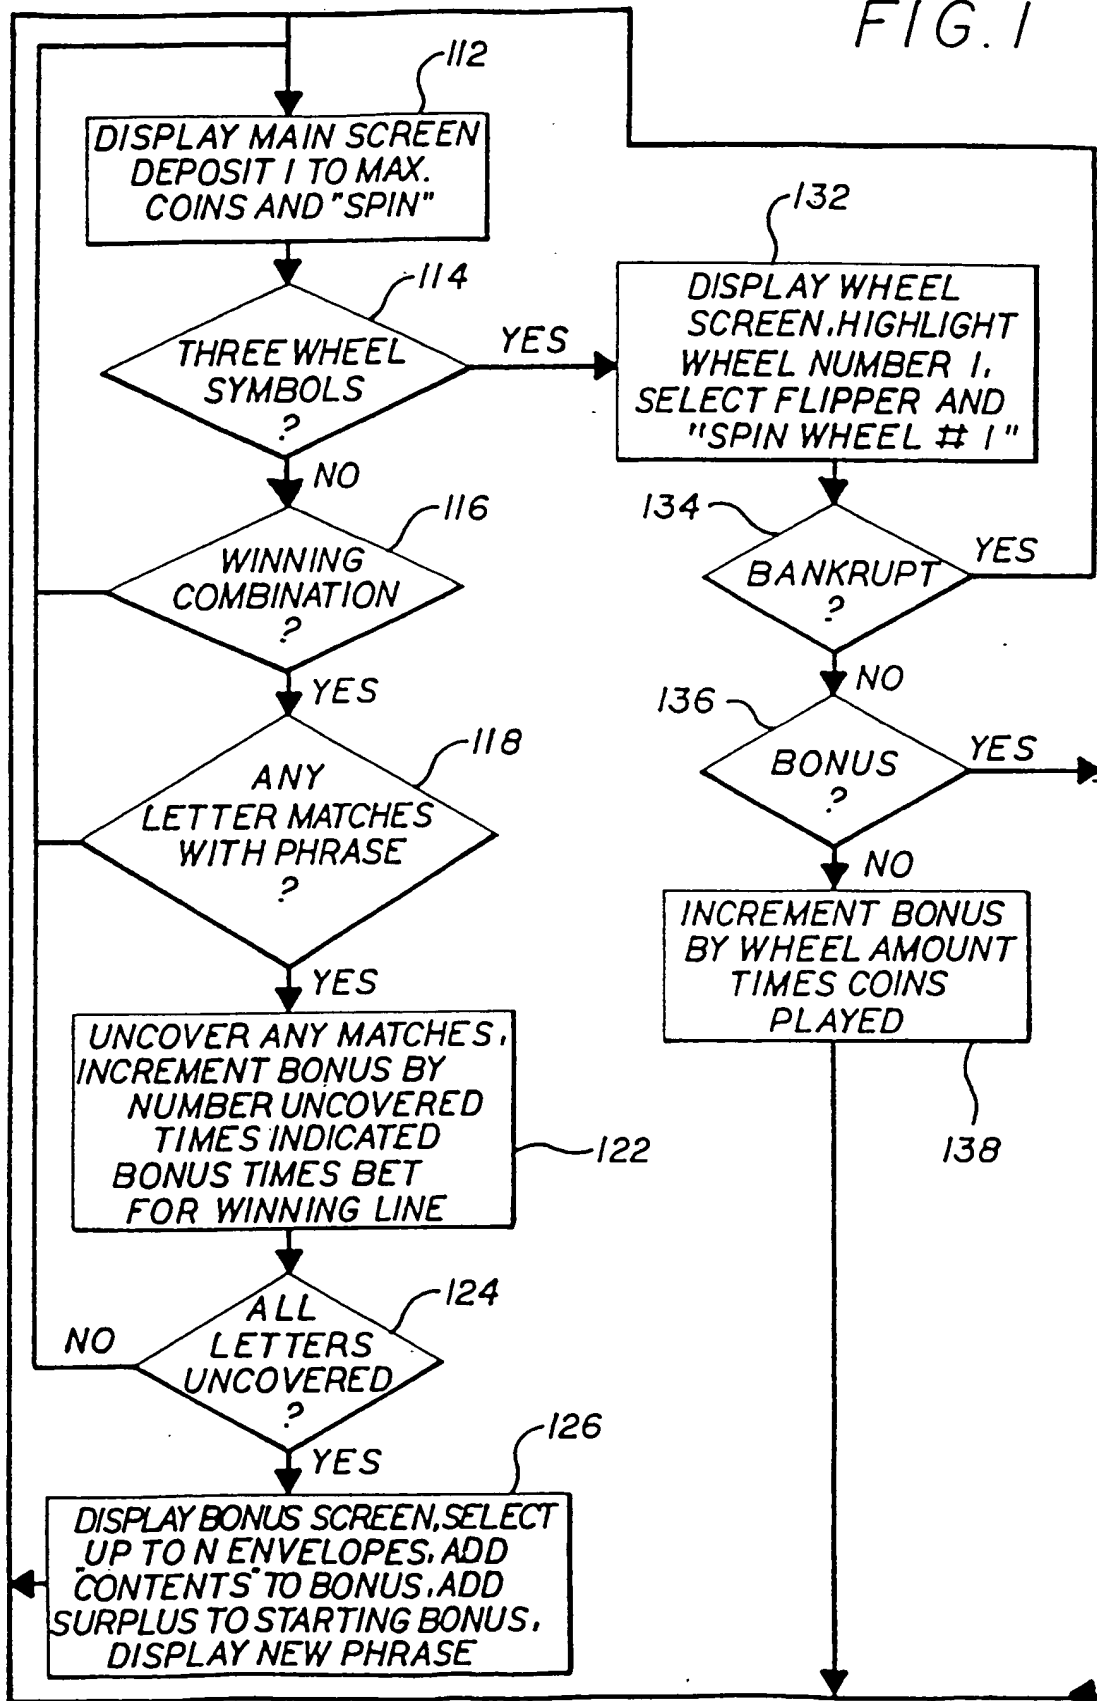 FIG. 1
112
DISPLAY MAIN SCREEN
DEPOSIT 1 TO MAX.
COINS AND "SPIN"
114
THREE WHEEL
SYMBOLS
?
YES
NO
116
WINNING
COMBINATION
?
YES
118
ANY
LETTER MATCHES
WITH PHRASE
?
YES
UNCOVER ANY MATCHES,
INCREMENT BONUS BY
NUMBER UNCOVERED
TIMES INDICATED
BONUS TIMES BET
FOR WINNING LINE
122
124
ALL
LETTERS
UNCOVERED
?
NO
YES
126
DISPLAY BONUS SCREEN, SELECT
UP TO N ENVELOPES, ADD
"CONTENTS" TO BONUS, ADD
SURPLUS TO STARTING BONUS,
DISPLAY NEW PHRASE
132
DISPLAY WHEEL
SCREEN, HIGHLIGHT
WHEEL NUMBER 1.
SELECT FLIPPER AND
"SPIN WHEEL # 1"
134
BANKRUPT
?
YES
NO
136
BONUS
?
YES
NO
INCREMENT BONUS
BY WHEEL AMOUNT
TIMES COINS
PLAYED
138